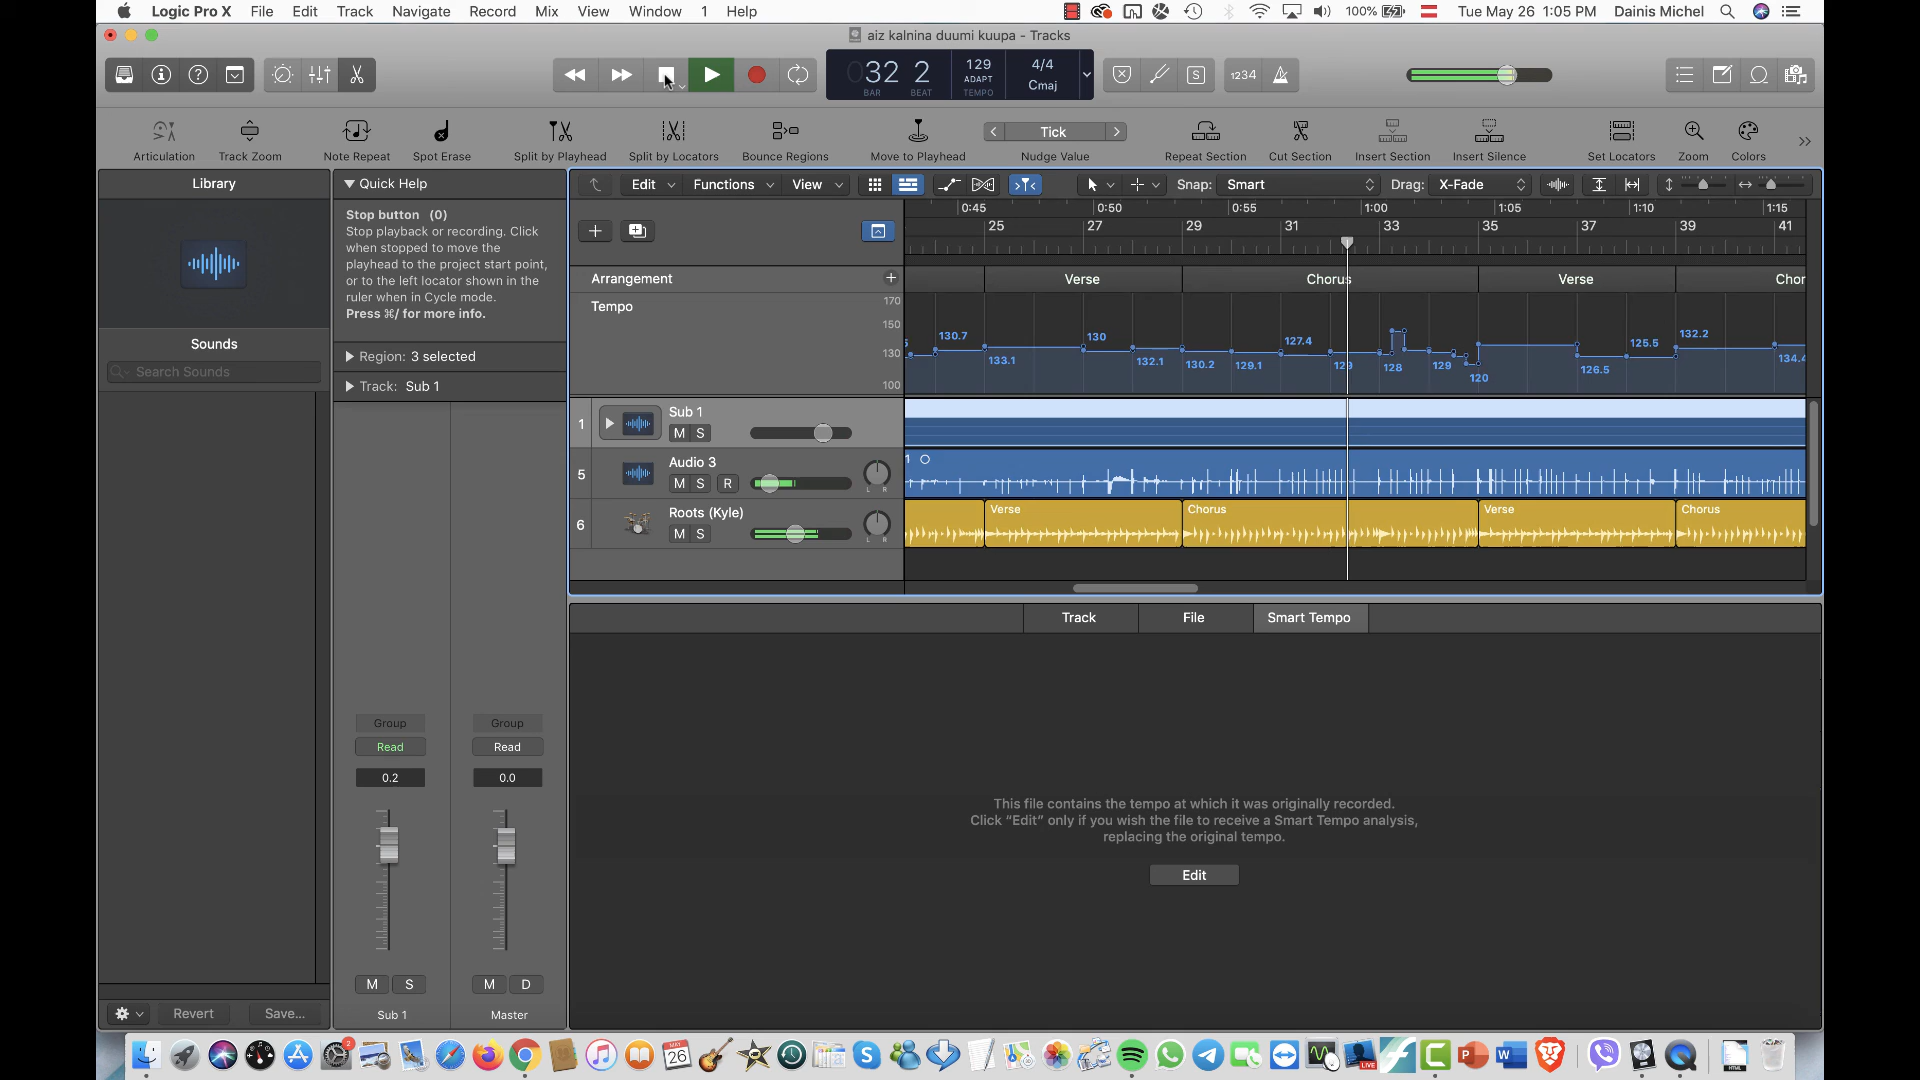 Logic Pro X File Edit Track Navigate Record Mix View Window 1 Help 100% Tue May 26 1:05 PM Dainis Michel
aiz kalnina duumi kuupa - Tracks
032 2 129 4/4
ADAPT
BAR BEAT TEMPO Cmaj
S 1234
Articulation Track Zoom Note Repeat Spot Erase Split by Playhead Split by Locators Bounce Regions Move to Playhead Tick Nudge Value Repeat Section Cut Section Insert Section Insert Silence Set Locators Zoom Colors
Library
Sounds
Search Sounds
Revert Save...
Quick Help
Stop button (0)
Stop playback or recording. Click
when stopped to move the
playhead to the project start point,
or to the left locator shown in the
ruler when in Cycle mode.
Press ⌘/ for more info.
Region: 3 selected
Track: Sub 1
Group Group
Read Read
0.2 0.0
M S M D
Sub 1 Master
Edit Functions View Snap: Smart Drag: X-Fade
0:45 0:50 0:55 1:00 1:05 1:10 1:15
25 27 29 31 33 35 37 39 41
Arrangement + Verse Chorus Verse Chor
Tempo 170 150 130 100
130.7 130 127.4 125.5 132.2
133.1 132.1 130.2 129.1 129 128 129 120 126.5 134.4
1 Sub 1
M S
5 Audio 3
M S R L R
6 Roots (Kyle)
M S L R
Verse Chorus Verse Chorus
Track File Smart Tempo
This file contains the tempo at which it was originally recorded.
Click “Edit” only if you wish the file to receive a Smart Tempo analysis,
replacing the original tempo.
Edit